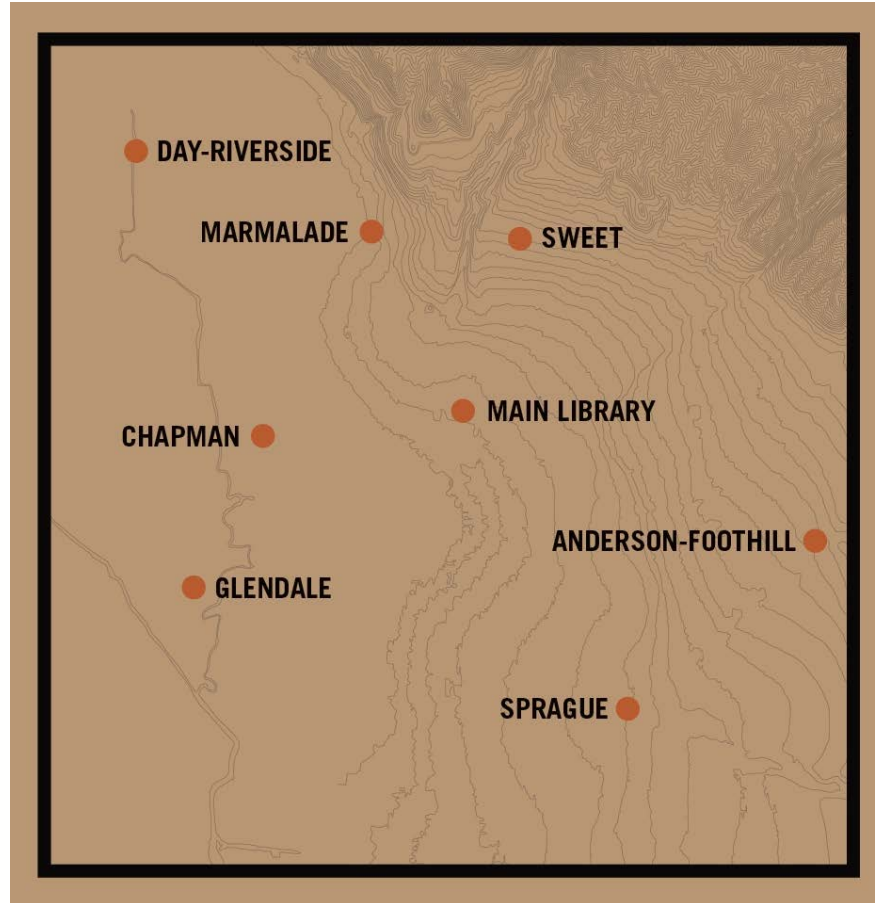 DAY-RIVERSIDE
MARMALADE
SWEET
MAIN LIBRARY
CHAPMAN
ANDERSON-FOOTHILL
GLENDALE
SPRAGUE